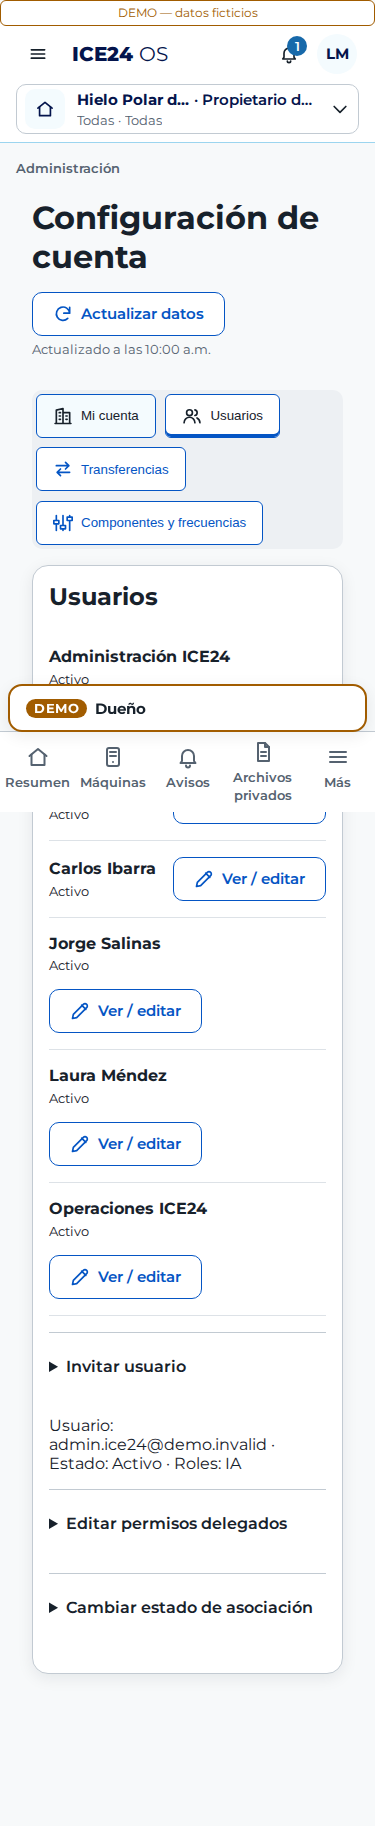 DEMO — datos ficticios
ICE24 OS
1
LM
Hielo Polar d... · Propietario d...
Todas · Todas
Administración
Configuración de
cuenta
Actualizar datos
Actualizado a las 10:00 a.m.
Mi cuenta
Usuarios
Transferencias
Componentes y frecuencias
Usuarios
Administración ICE24
Activo
DEMO Dueño
Resumen
Máquinas
Avisos
Archivos
privados
Más
Activo
Carlos Ibarra
Activo
Ver / editar
Jorge Salinas
Activo
Ver / editar
Laura Méndez
Activo
Ver / editar
Operaciones ICE24
Activo
Ver / editar
Invitar usuario
Usuario:
admin.ice24@demo.invalid ·
Estado: Activo · Roles: IA
Editar permisos delegados
Cambiar estado de asociación